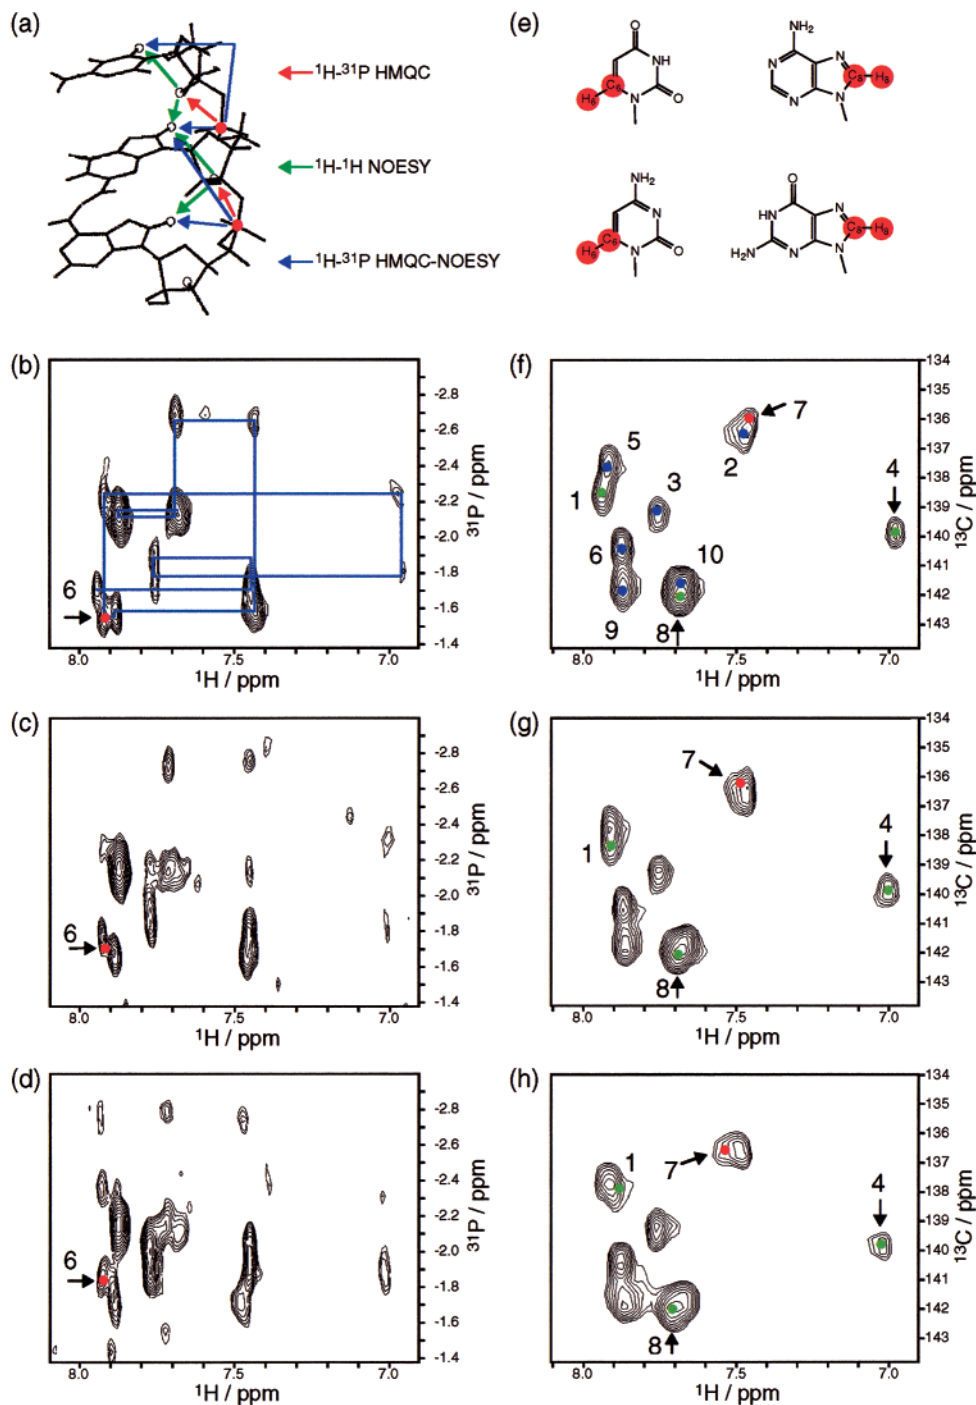 (a)
¹H-³¹P HMQC
¹H-¹H NOESY
¹H-³¹P HMQC-NOESY
(e)
O
NH
C₆
H₆
N
O
NH₂
N
N
N
N
C₈
H₈
NH₂
N
C₆
H₆
N
O
O
HN
H₂N
N
N
N
C₈
H₈
(b)
6
-2.8
-2.6
-2.4
-2.2
-2.0
-1.8
-1.6
-1.4
³¹P / ppm
8.0
7.5
7.0
¹H / ppm
(f)
7
5
2
4
1
3
6
10
9
8
134
135
136
137
138
139
140
141
142
143
¹³C / ppm
8.0
7.5
7.0
¹H / ppm
(c)
6
-2.8
-2.4
-2.2
-2.0
-1.8
-1.6
-1.4
³¹P / ppm
8.0
7.5
7.0
¹H / ppm
(g)
7
1
4
8
134
135
136
137
138
139
140
141
142
143
¹³C / ppm
8.0
7.5
7.0
¹H / ppm
(d)
6
-2.8
-2.6
-2.4
-2.2
-2.0
-1.8
-1.6
-1.4
³¹P / ppm
8.0
7.5
7.0
¹H / ppm
(h)
1
7
4
8
134
135
136
137
138
139
140
141
142
143
¹³C / ppm
8.0
7.5
7.0
¹H / ppm